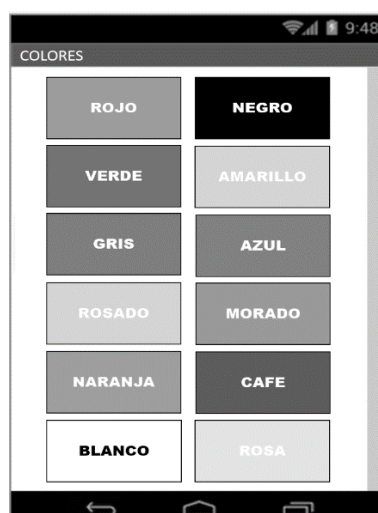 9:48
COLORES
ROJO NEGRO
VERDE AMARILLO
GRIS AZUL
ROSADO MORADO
NARANJA CAFE
BLANCO ROSA